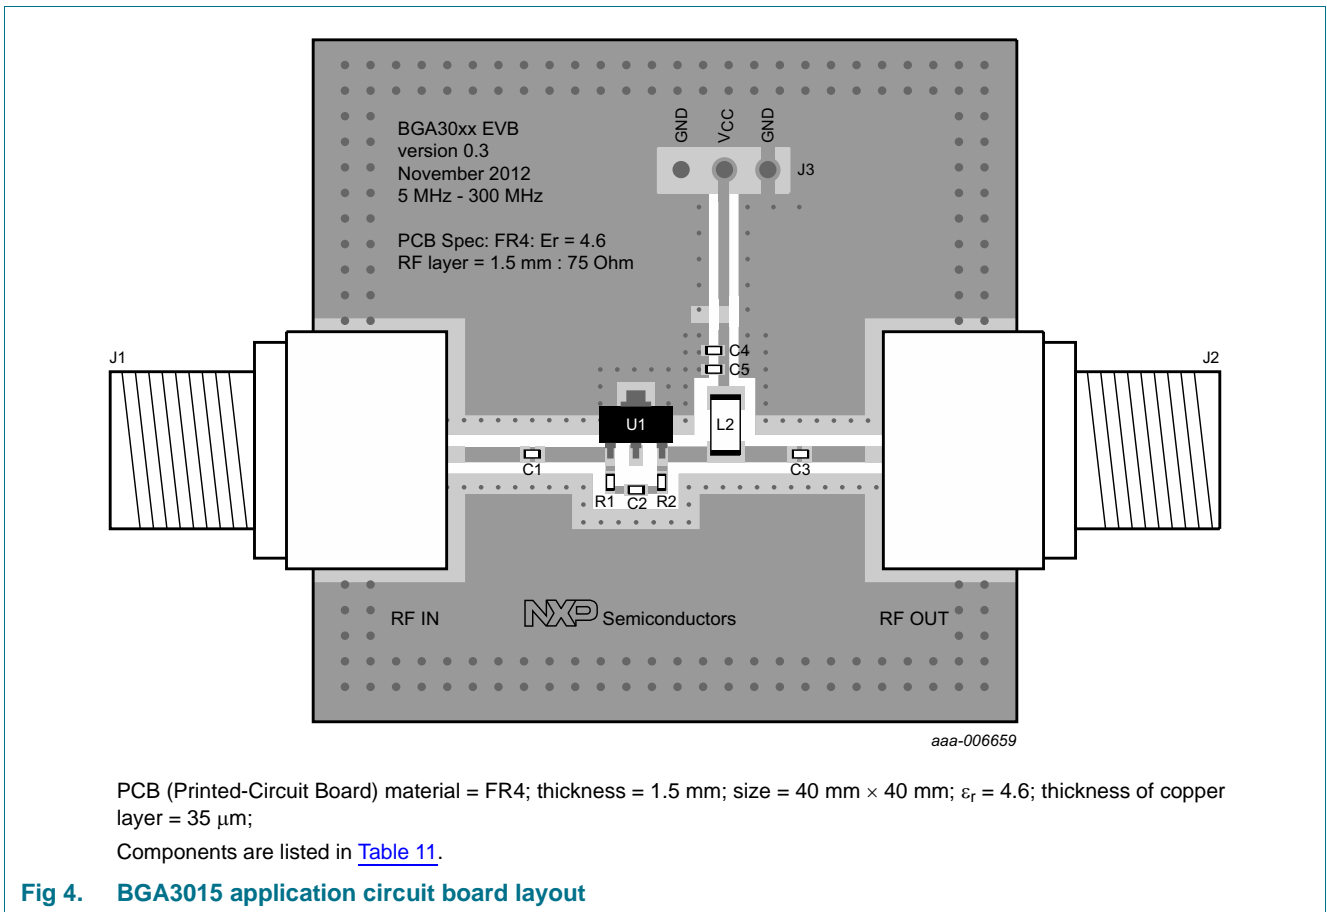 BGA30xx EVB
version 0.3
November 2012
5 MHz - 300 MHz
PCB Spec: FR4: Er = 4.6
RF layer = 1.5 mm : 75 Ohm
GND
VCC
GND
J3
J1
J2
C4
C5
U1
L2
C1
C3
R1
C2
R2
RF IN
NXP Semiconductors
RF OUT
aaa-006659
PCB (Printed-Circuit Board) material = FR4; thickness = 1.5 mm; size = 40 mm × 40 mm; εr = 4.6; thickness of copper
layer = 35 μm;
Components are listed in Table 11.
Fig 4. BGA3015 application circuit board layout